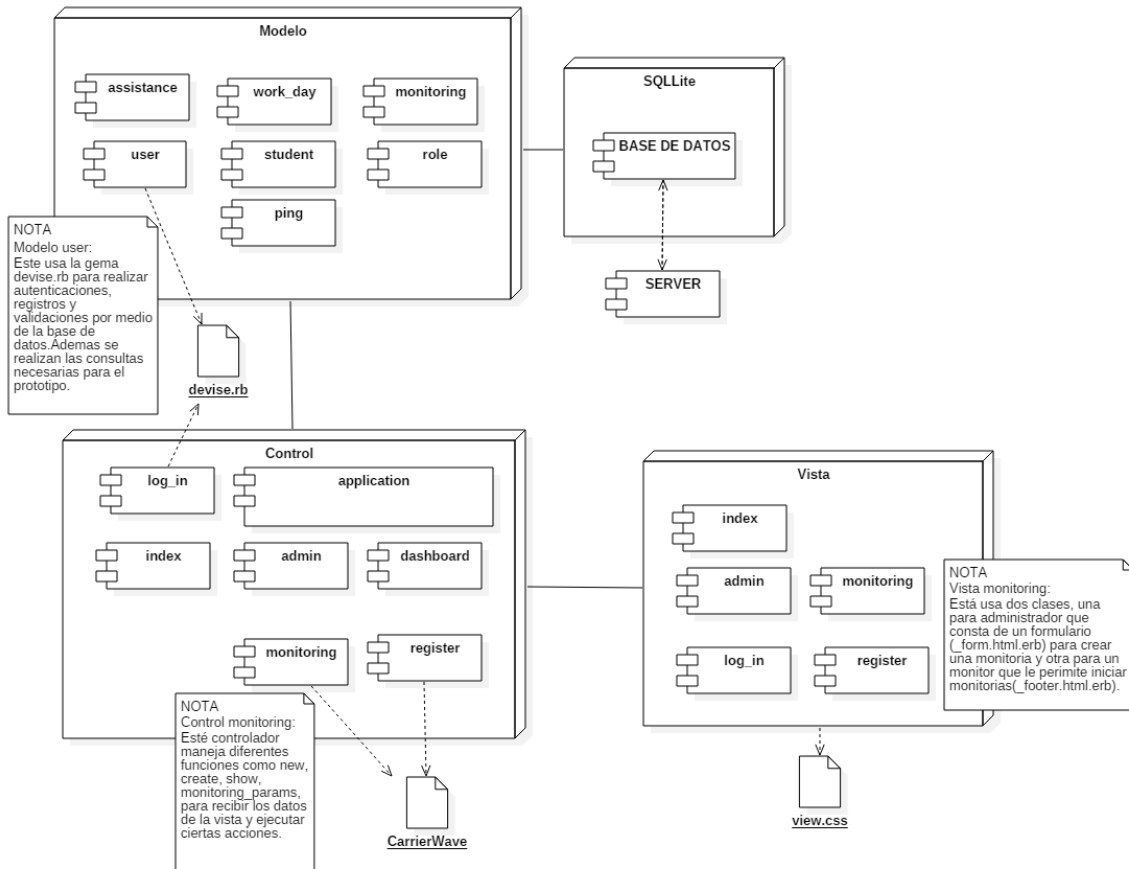 Modelo
assistance
work_day
monitoring
user
student
role
ping
SQLLite
BASE DE DATOS
SERVER
NOTA
Modelo user:
Este usa la gema
devise.rb para realizar
autenticaciones,
registros y
validaciones por medio
de la base de
datos.Ademas se
realizan las consultas
necesarias para el
prototipo.
devise.rb
Control
log_in
application
index
admin
dashboard
monitoring
register
NOTA
Control monitoring:
Esté controlador
maneja diferentes
funciones como new,
create, show,
monitoring_params,
para recibir los datos
de la vista y ejecutar
ciertas acciones.
CarrierWave
Vista
index
admin
monitoring
log_in
register
NOTA
Vista monitoring:
Está usa dos clases, una
para administrador que
consta de un formulario
(_form.html.erb) para crear
una monitoria y otra para un
monitor que le perimite iniciar
monitorias(_footer.html.erb).
view.css